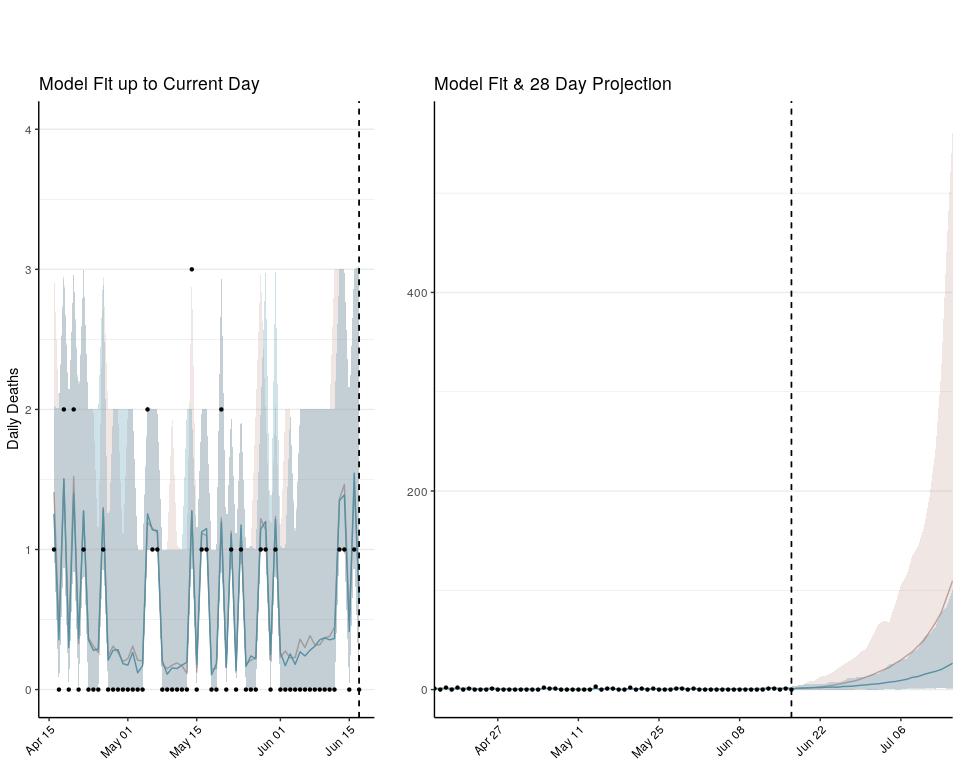 Model Fit up to Current Day
Model Fit & 28 Day Projection
Daily Deaths
4
3
2
1
0
Apr 15
May 01
May 15
Jun 01
Jun 15
400
200
0
Apr 27
May 11
May 25
Jun 08
Jun 22
Jul 06